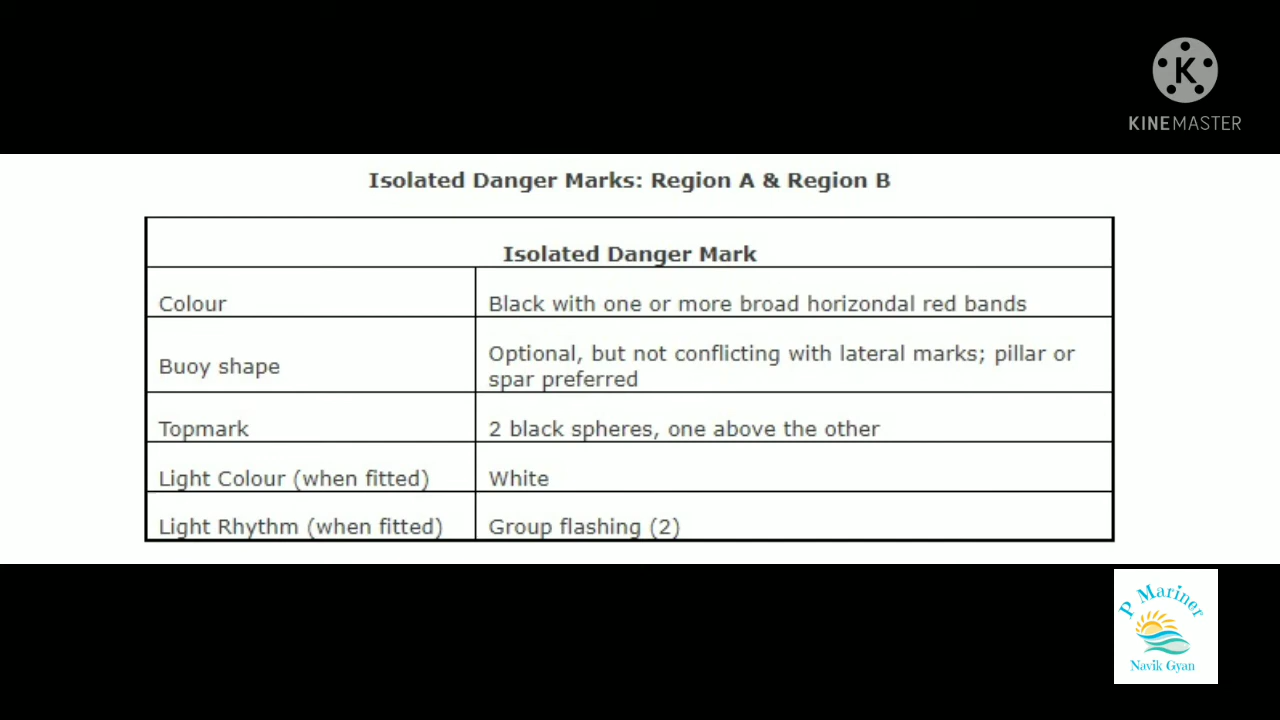 K
KINEMASTER
Isolated Danger Marks: Region A & Region B
Isolated Danger Mark
Colour
Black with one or more broad horizondal red bands
Buoy shape
Optional, but not conflicting with lateral marks; pillar or
spar preferred
Topmark
2 black spheres, one above the other
Light Colour (when fitted)
White
Light Rhythm (when fitted)
Group flashing (2)
P Mariner
Navik Gyan